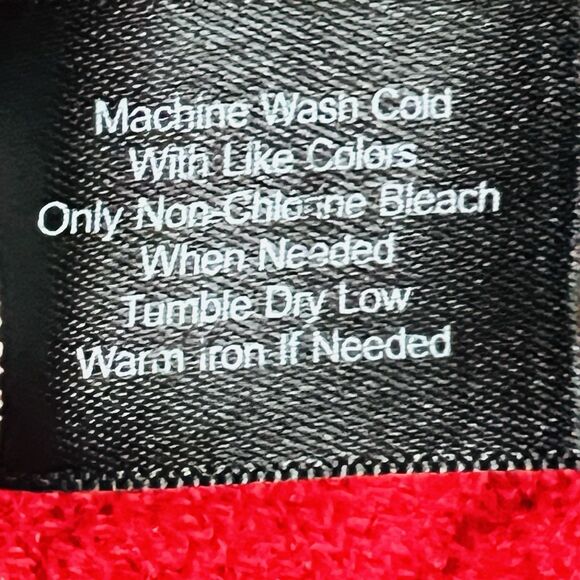 Machine Wash Cold
With Like Colors
Only Non-Chlorine Bleach
When Needed
Tumble Dry Low
Warm Iron If Needed